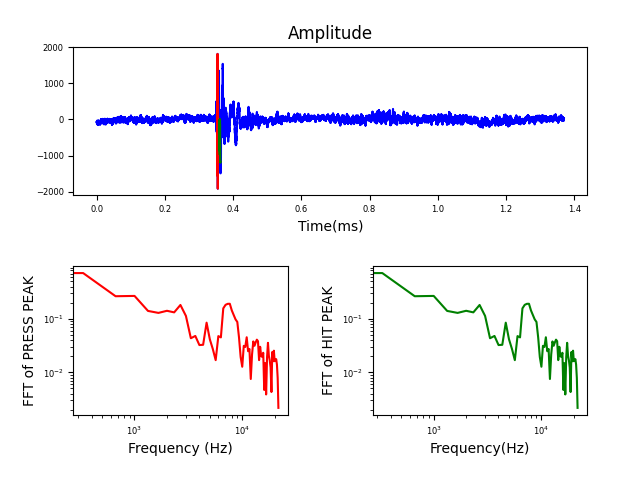 Amplitude
2000
1000
0
−1000
−2000
0.0 0.2 0.4 0.6 0.8 1.0 1.2 1.4
Time(ms)
FFT of PRESS PEAK
10⁻¹
10⁻²
10³ 10⁴
Frequency (Hz)
FFT of HIT PEAK
10⁻¹
10⁻²
10³ 10⁴
Frequency(Hz)